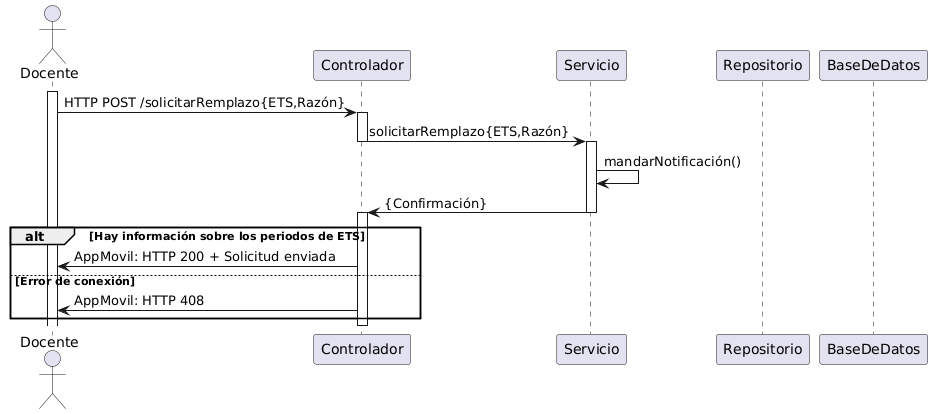 Docente
Controlador
Servicio
Repositorio
BaseDeDatos
HTTP POST /solicitarRemplazo{ETS,Razón}
solicitarRemplazo{ETS,Razón}
mandarNotificación()
{Confirmación}
alt
[Hay información sobre los periodos de ETS]
AppMovil: HTTP 200 + Solicitud enviada
[Error de conexión]
AppMovil: HTTP 408
Docente
Controlador
Servicio
Repositorio
BaseDeDatos